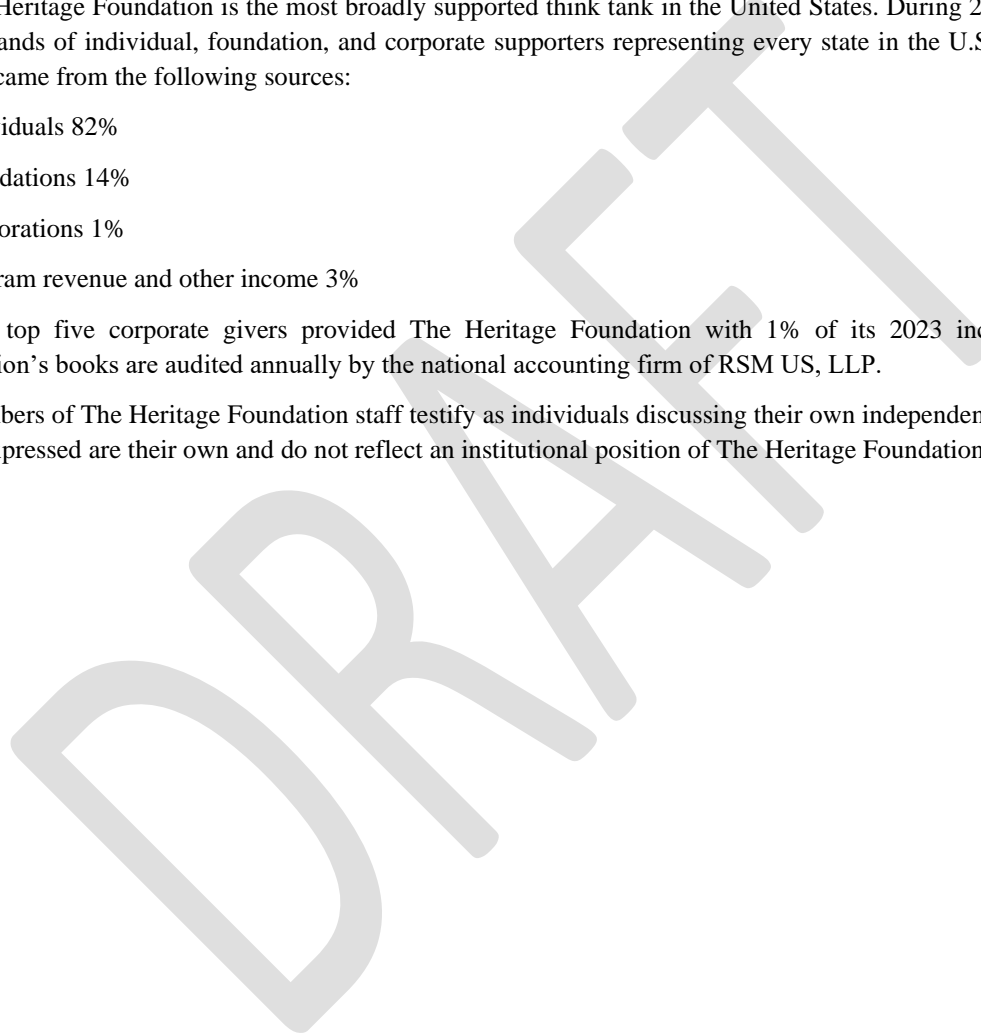 Heritage Foundation is the most broadly supported think tank in the United States. During 2
ands of individual, foundation, and corporate supporters representing every state in the U.S
came from the following sources:
iduals 82%
dations 14%
orations 1%
ram revenue and other income 3%
top five corporate givers provided The Heritage Foundation with 1% of its 2023 inc
ion’s books are audited annually by the national accounting firm of RSM US, LLP.
bers of The Heritage Foundation staff testify as individuals discussing their own independen
pressed are their own and do not reflect an institutional position of The Heritage Foundation
DRAFT